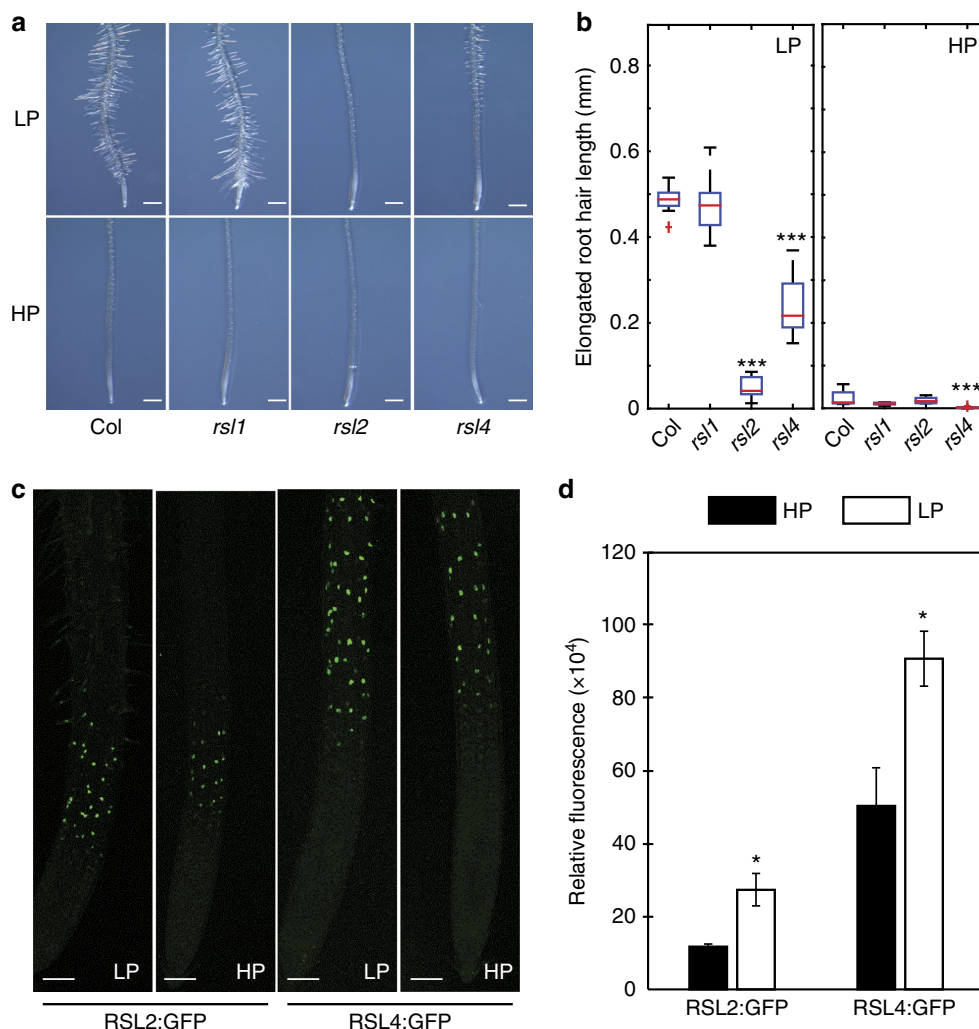 a
LP
HP
Col
rsl1
rsl2
rsl4
b
LP
HP
Elongated root hair length (mm)
0.8
0.6
0.4
0.2
0
***
***
***
Col
rsl1
rsl2
rsl4
Col
rsl1
rsl2
rsl4
c
LP
HP
LP
HP
RSL2:GFP
RSL4:GFP
d
HP
LP
Relative fluorescence (×10⁴)
120
100
80
60
40
20
0
*
*
RSL2:GFP
RSL4:GFP